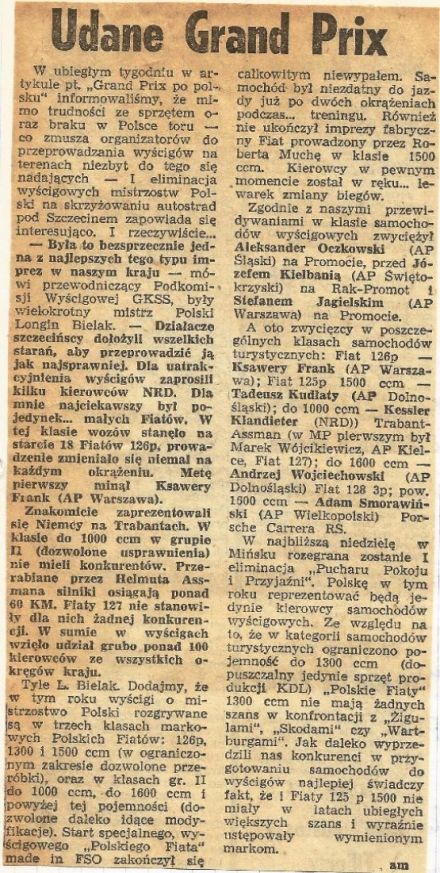 Udane Grand Prix
W ubiegłym tygodniu w ar-
tykule pt. „Grand Prix po pol-
sku" informowaliśmy, że mi-
mo trudności ze sprzętem o-
raz braku w Polsce toru —
co zmusza organizatorów do
przeprowadzania wyścigów na
terenach niezbyt do tego się
nadających — I eliminacja
wyścigowych mistrzostw Pol-
ski na skrzyżowaniu autostrad
pod Szczecinem zapowiada się
interesująco. I rzeczywiście...
— Była to bezsprzecznie jed-
na z najlepszych tego typu im-
prez w naszym kraju — mó-
wi przewodniczący Podkomi-
sji Wyścigowej GKSS, były
wielokrotny mistrz Polski
Longin Bielak. — Działacze
szczecińscy dołożyli wszelkich
starań, aby przeprowadzić ją
jak najsprawniej. Dla uatrak-
cyjnienia wyścigów zaprosili
kilku kierowców NRD. Dla
mnie najciekawszy był po-
jedynek... małych Fiatów. W
tej klasie wozów stanęło na
starcie 18 Fiatów 126p, prowa-
dzenie zmieniało się niemal na
każdym okrążeniu. Metę
pierwszy minął Ksawery
Frank (AP Warszawa).
Znakomicie zaprezentowali
się Niemcy na Trabantach. W
klasie do 1000 ccm w grupie
II (dozwolone usprawnienia)
nie mieli konkurentów. Prze-
rabiane przez Helmuta Ass-
mana silniki osiągają ponad
60 KM. Fiaty 127 nie stanowi-
ły dla nich żadnej konkuren-
cji. W sumie w wyścigach
wzięło udział grubo ponad 100
kierowców ze wszystkich o-
kręgów kraju.
Tyle L. Bielak. Dodajmy, że
w tym roku wyścigi o mi-
strzostwo Polski rozgrywane
są w trzech klasach marko-
wych Polskich Fiatów: 126p,
1300 i 1500 ccm (w ograniczo-
nym zakresie dozwolone prze-
róbki), oraz w klasach gr. II
do 1000 ccm, do 1600 ccm i
powyżej tej pojemności (do-
zwolone daleko idące mody-
fikacje). Start specjalnego, wy-
ścigowego „Polskiego Fiata"
made in FSO zakończył się
całkowitym niewypałem. Sa-
mochód był niezdatny do jaz-
dy już po dwóch okrążeniach
podczas... treningu. Również
nie ukończył imprezy fabrycz-
ny Fiat prowadzony przez Ro-
berta Muchę w klasie 1500
ccm. Kierowcy w pewnym
momencie został w ręku... le-
warek zmiany biegów.
Zgodnie z naszymi przewi-
dywaniami w klasie samocho-
dów wyścigowych zwyciężył
Aleksander Oczkowski (AP
Śląski) na Promocie, przed Jó-
zefem Kiełbanią (AP Święto-
krzyski) na Rak-Promot i
Stefanem Jagielskim (AP
Warszawa) na Promocie.
A oto zwycięzcy w poszcze-
gólnych klasach samochodów
turystycznych: Fiat 126p —
Ksawery Frank (AP Warsza-
wa); Fiat 125p 1500 ccm —
Tadeusz Kudłaty (AP Dolno-
śląski); do 1000 ccm — Kessler
Klandieter (NRD)) Trabant-
Assman (w MP pierwszym był
Marek Wójcikiewicz, AP Kiel-
ce, Fiat 127); do 1600 ccm —
Andrzej Wojciechowski (AP
Dolnośląski) Fiat 128 3p; pow.
1500 ccm — Adam Smorawiń-
ski (AP Wielkopolski) Por-
sche Carrera RS.
W najbliższą niedzielę w
Mińsku rozegrana zostanie I
eliminacja „Pucharu Pokoju
i Przyjaźni". Polskę w tym
roku reprezentować będą je-
dynie kierowcy samochodów
wyścigowych. Ze względu na
to, że w kategorii samochodów
turystycznych ograniczono po-
jemność do 1300 ccm (do-
puszczalny jedynie sprzęt pro-
dukcji KDL) „Polskie Fiaty"
1300 ccm nie mają żadnych
szans w konfrontacji z „Żigu-
lami", „Skodami" czy „Wart-
burgami". Jak daleko wyprze-
dzili nas konkurenci w przy-
gotowaniu samochodów do
wyścigów najlepiej świadczy
fakt, że i Fiaty 125 p 1500 nie
miały w latach ubiegłych
większych szans i wyraźnie
ustępowały wymienionym
markom.
am